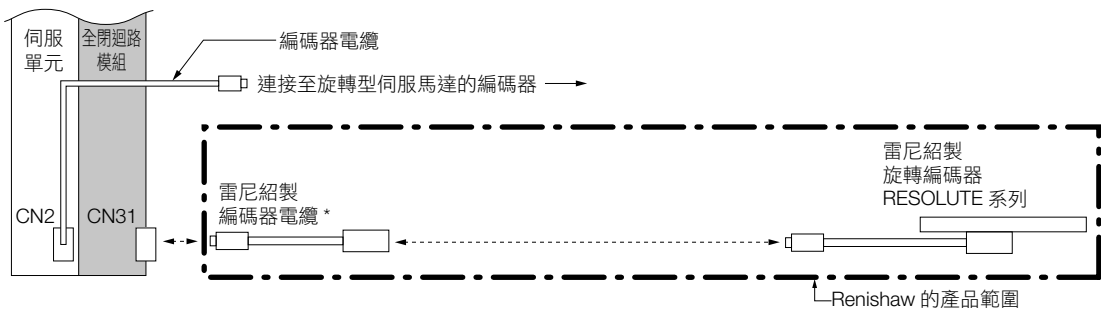 伺服
單元
全閉迴路
模組
編碼器電纜
連接至旋轉型伺服馬達的編碼器
雷尼紹製
旋轉編碼器
RESOLUTE 系列
雷尼紹製
編碼器電纜 *
CN2
CN31
Renishaw 的產品範圍